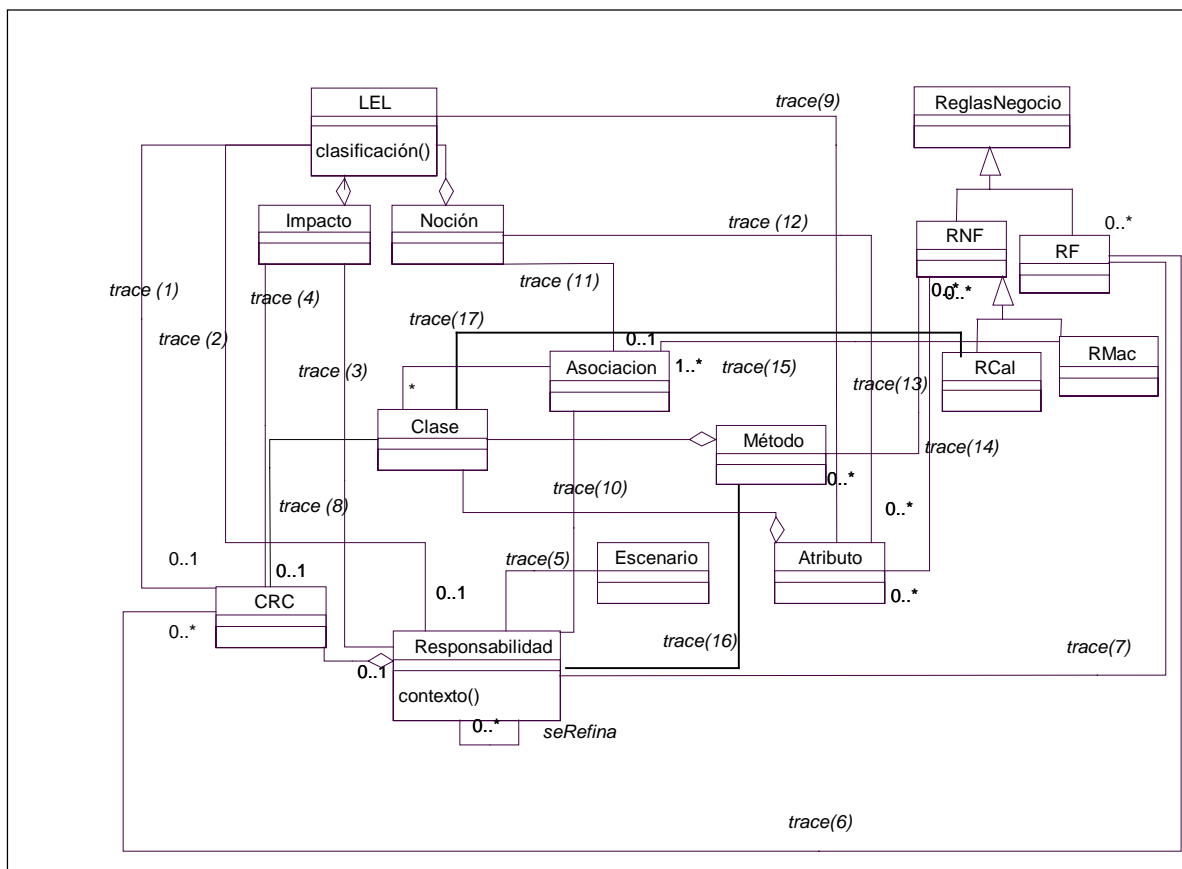 LEL
trace(9)
ReglasNegocio
clasificación()
Impacto
Noción
trace (12)
RNF
0..*
RF
trace (1)
trace (4)
trace (11)
0..*
0..*
trace (2)
trace(17)
0..1
trace (3)
Asociacion
1..*
trace(15)
RCal
RMac
trace(13)
*
Clase
Método
trace(14)
0..*
trace (8)
trace(10)
0..*
0..1
0..1
0..1
trace(5)
Escenario
Atributo
0..*
CRC
0..*
Responsabilidad
trace(16)
trace(7)
0..1
contexto()
0..*
seRefina
trace(6)